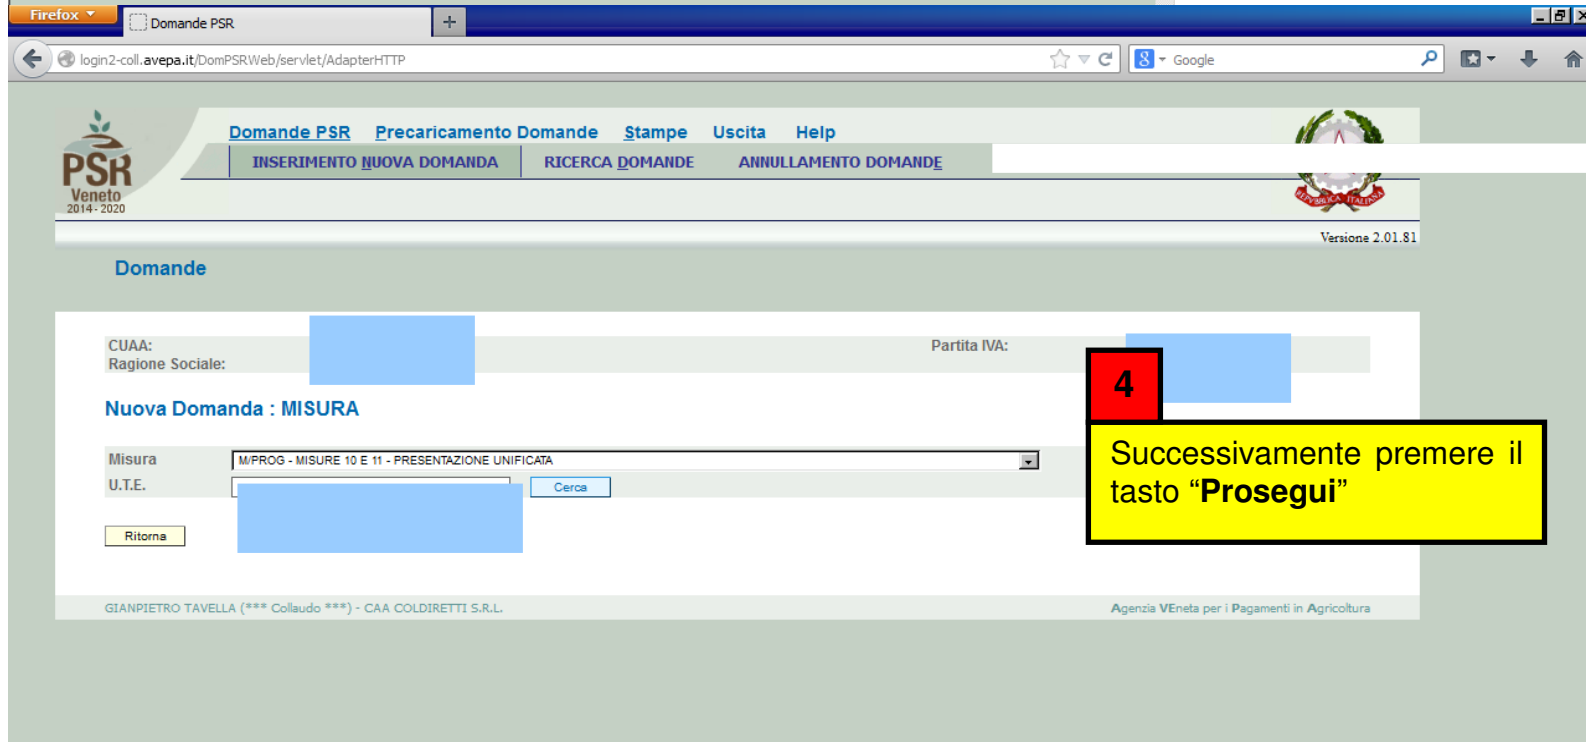 Firefox
Domande PSR
login2-coll.avepa.it/DomPSRWeb/servlet/AdapterHTTP
Google
PSR
Veneto
2014-2020
Domande PSR Precaricamento Domande Stampe Uscita Help
INSERIMENTO NUOVA DOMANDA RICERCA DOMANDE ANNULLAMENTO DOMANDE
REPVBBLICA ITALIANA
Versione 2.01.81
Domande
CUAA: Partita IVA:
Ragione Sociale:
Nuova Domanda : MISURA
Misura M/PROG - MISURE 10 E 11 - PRESENTAZIONE UNIFICATA
U.T.E. Cerca
Ritorna
4
Successivamente premere il
tasto “Prosegui”
GIANPIETRO TAVELLA (*** Collaudo ***) - CAA COLDIRETTI S.R.L. Agenzia VEneta per i Pagamenti in Agricoltura